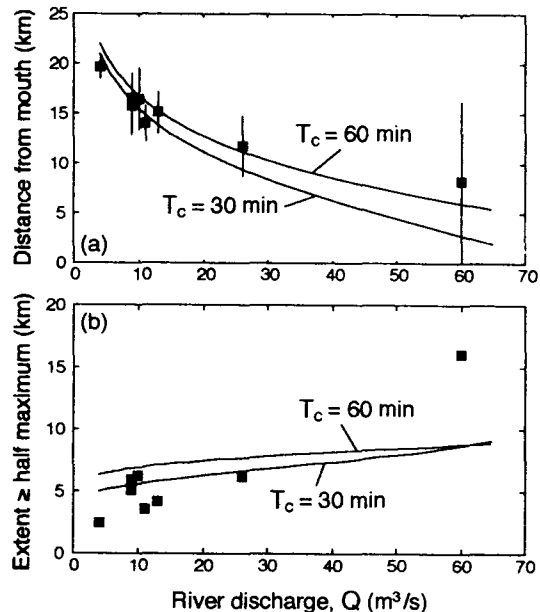 25
20
15
10
5
0
Distance from mouth (km)
(a)
T_c = 60 min
T_c = 30 min
0 10 20 30 40 50 60 70
20
15
10
5
0
Extent ≥ half maximum (km)
(b)
T_c = 60 min
T_c = 30 min
0 10 20 30 40 50 60 70
River discharge, Q (m³/s)